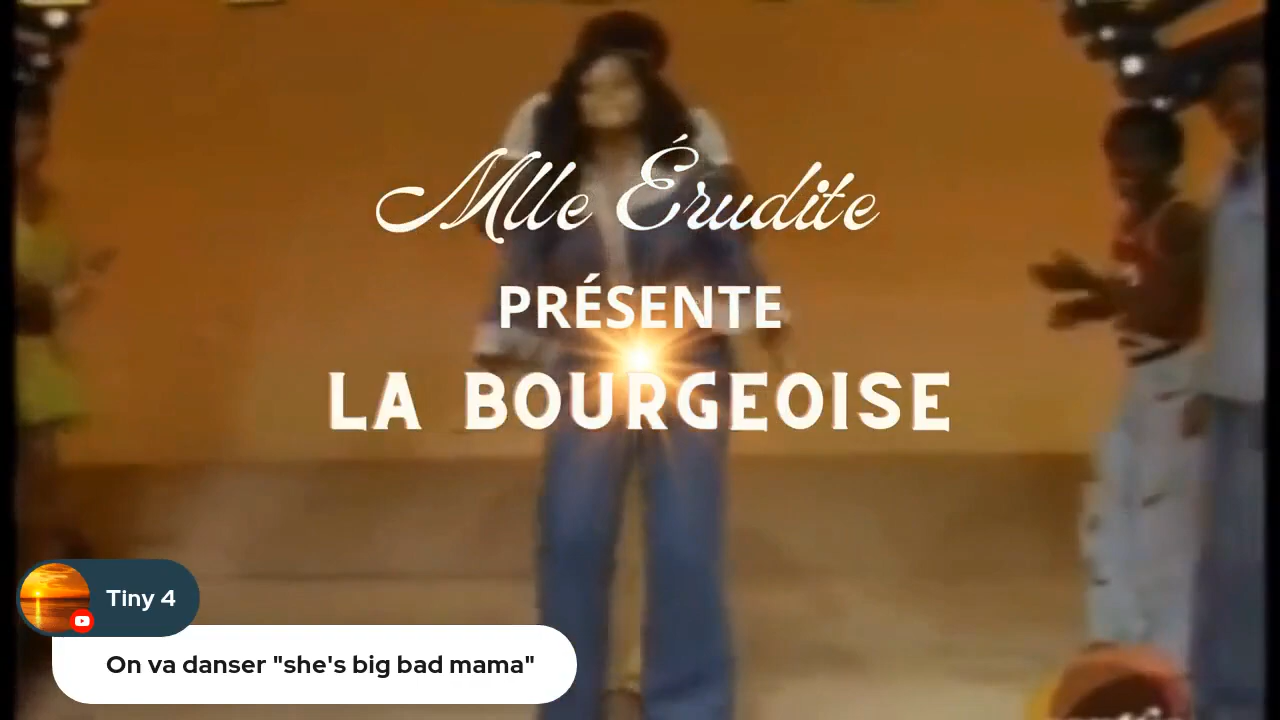 Mlle Érudite
PRÉSENTE
LA BOURGEOISE
Tiny 4
On va danser "she's big bad mama"